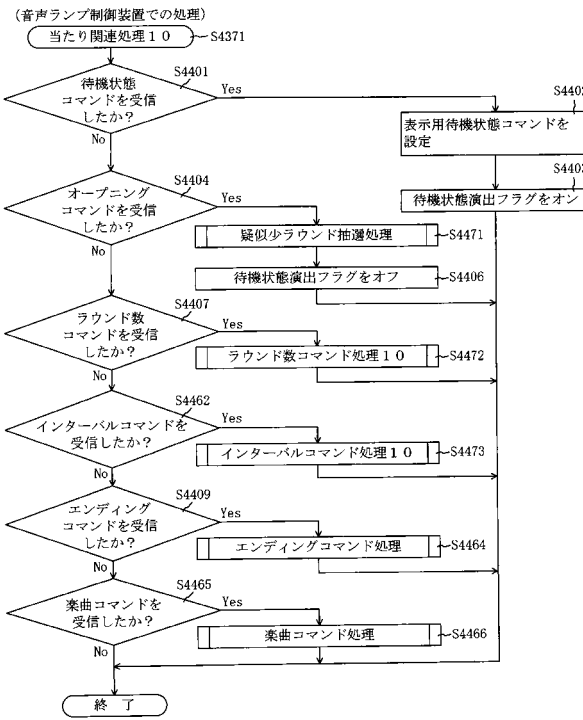 (音声ランプ制御装置での処理)
当たり関連処理10
S4371
S4401
待機状態
コマンドを受信
したか？
Yes
No
S4402
表示用待機状態コマンドを
設定
S4403
待機状態演出フラグをオン
S4404
オープニング
コマンドを受信
したか？
Yes
No
疑似少ラウンド抽選処理
S4471
待機状態演出フラグをオフ
S4406
S4407
ラウンド数
コマンドを受信
したか？
Yes
No
ラウンド数コマンド処理10
S4472
S4462
インターバルコマンドを
受信したか？
Yes
No
インターバルコマンド処理10
S4473
S4409
エンディング
コマンドを受信
したか？
Yes
No
エンディングコマンド処理
S4464
S4465
楽曲コマンドを
受信したか？
Yes
No
楽曲コマンド処理
S4466
終了